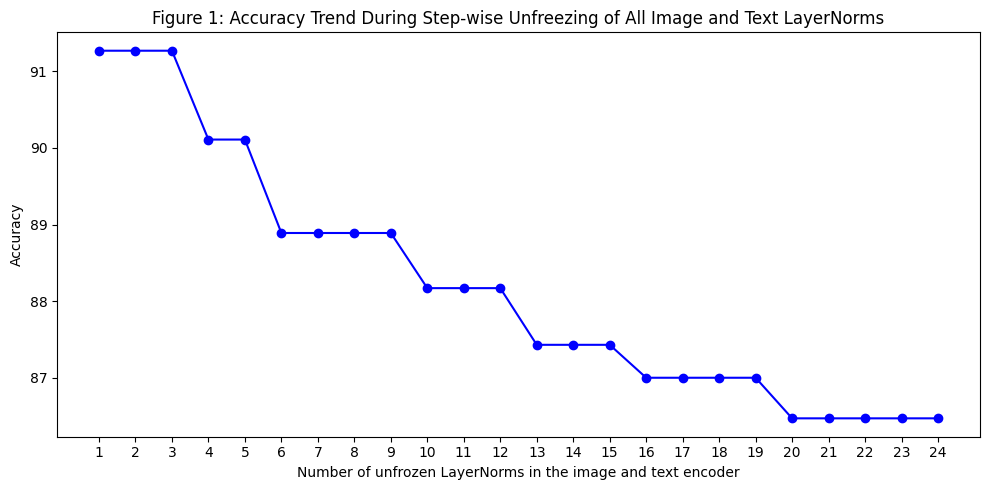 Figure 1: Accuracy Trend During Step-wise Unfreezing of All Image and Text LayerNorms
Accuracy
91
90
89
88
87
1 2 3 4 5 6 7 8 9 10 11 12 13 14 15 16 17 18 19 20 21 22 23 24
Number of unfrozen LayerNorms in the image and text encoder